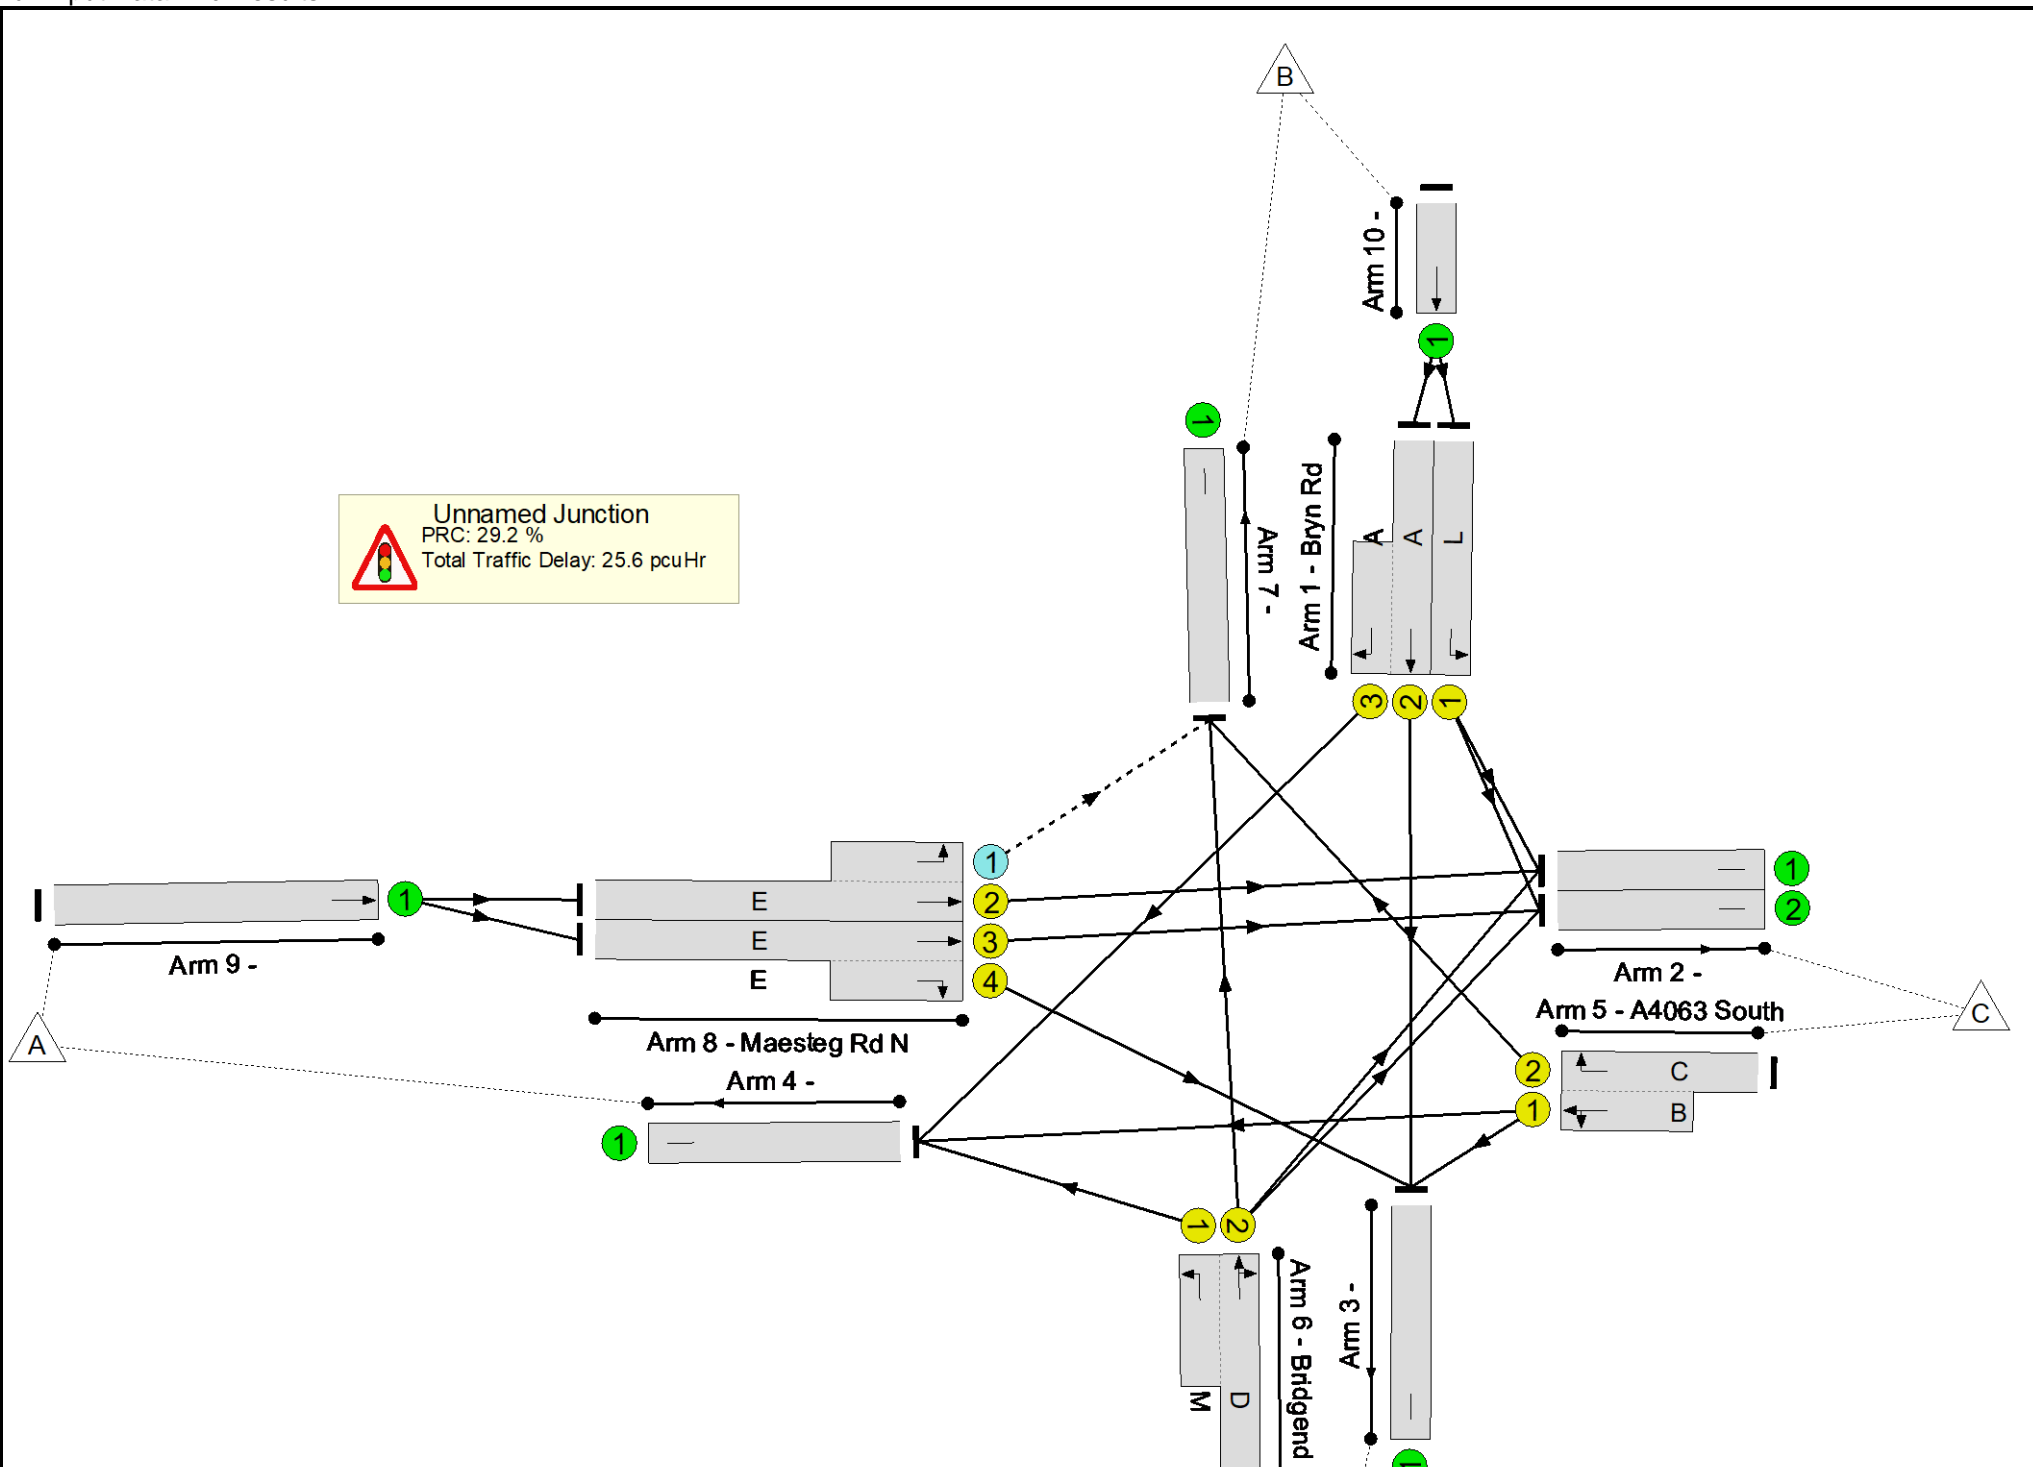 B
Arm 10 -
1
1
Arm 7 -
Arm 1 - Bryn Rd
A
A
L
3
2
1
Unnamed Junction
PRC: 29.2 %
Total Traffic Delay: 25.6 pcuHr
1
Arm 9 -
A
E
E
E
1
2
3
4
Arm 8 - Maesteg Rd N
Arm 4 -
1
1
2
Arm 2 -
Arm 5 - A4063 South
C
2
1
C
B
1
2
M
D
Arm 6 - Bridgend
Arm 3 -